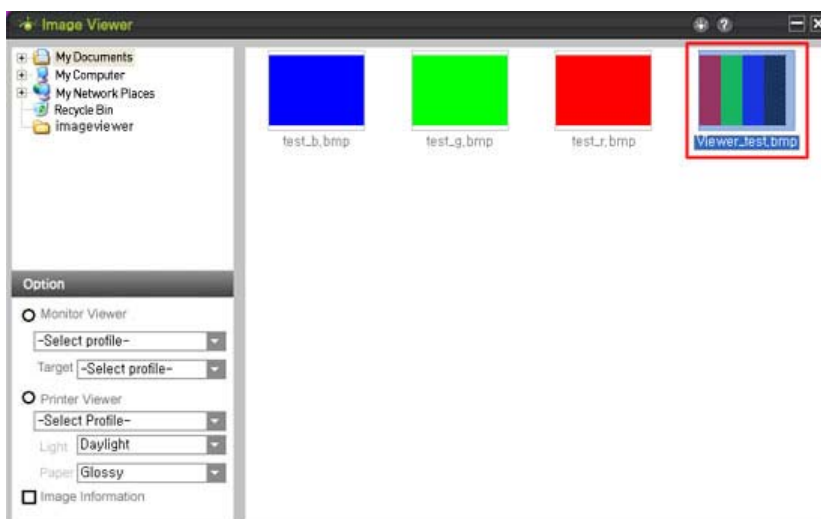 Image Viewer
My Documents
My Computer
My Network Places
Recycle Bin
imageviewer
test_b.bmp
test_g.bmp
test_r.bmp
Viewer_test.bmp
Option
Monitor Viewer
-Select profile-
Target -Select profile-
Printer Viewer
-Select Profile-
Light Daylight
Paper Glossy
Image Information